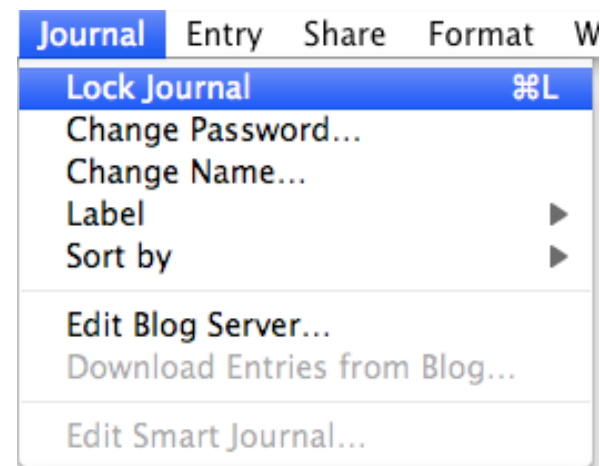 Journal Entry Share Format
Lock Journal ⌘L
Change Password...
Change Name...
Label
Sort by
Edit Blog Server...
Download Entries from Blog...
Edit Smart Journal...